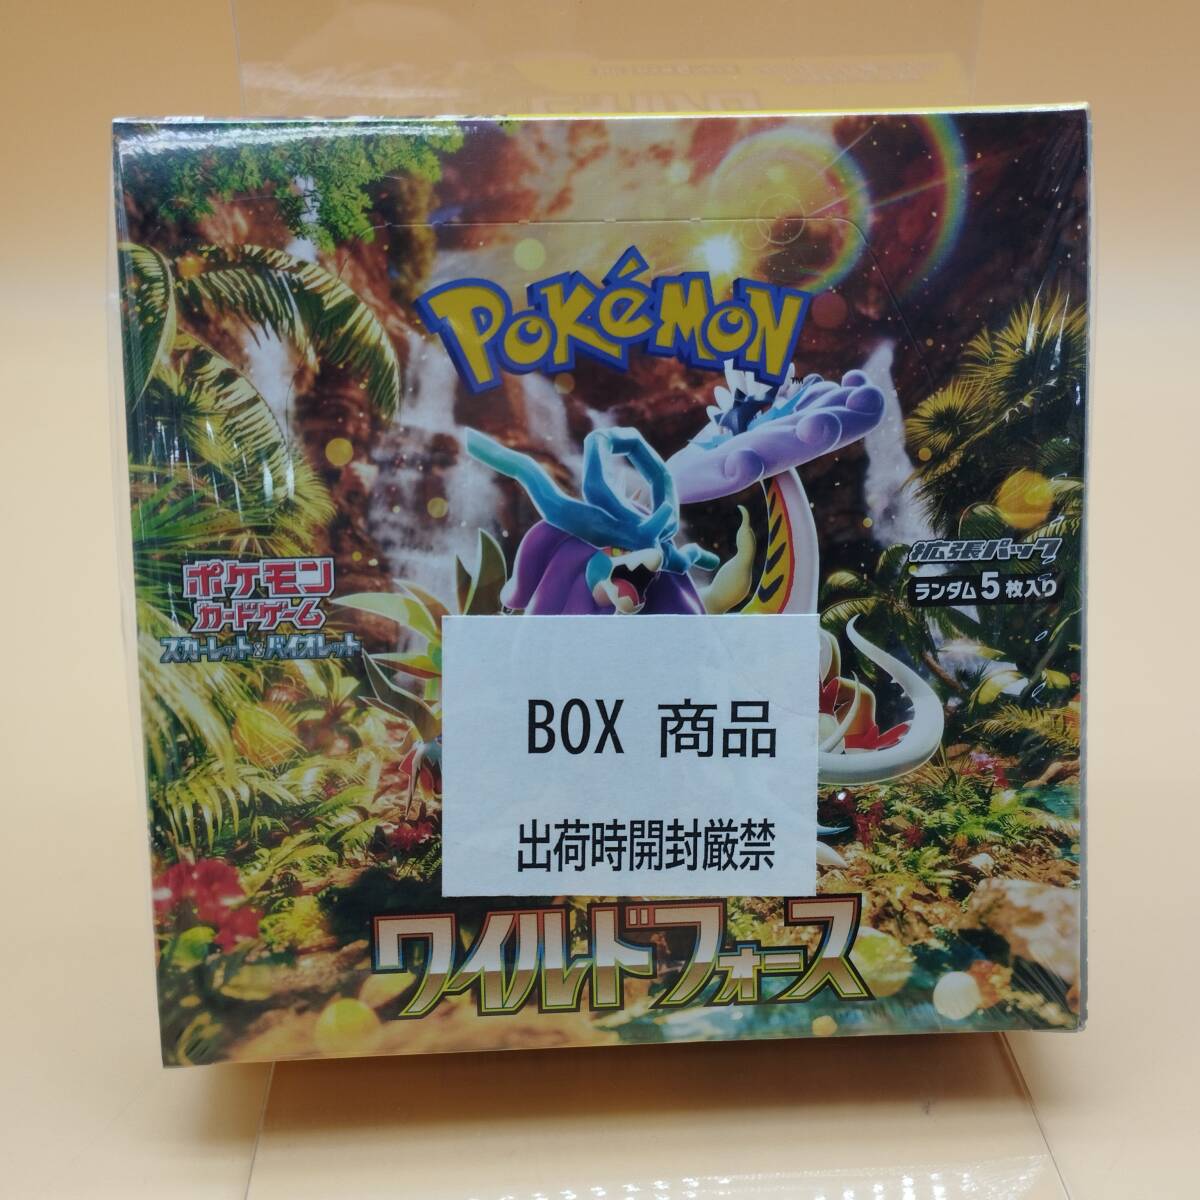 POKÉMON
TM
ポケモン
カードゲーム
スカーレット&バイオレット
拡張パック
ランダム5枚入り
BOX 商品
出荷時開封厳禁
ワイルドフォース